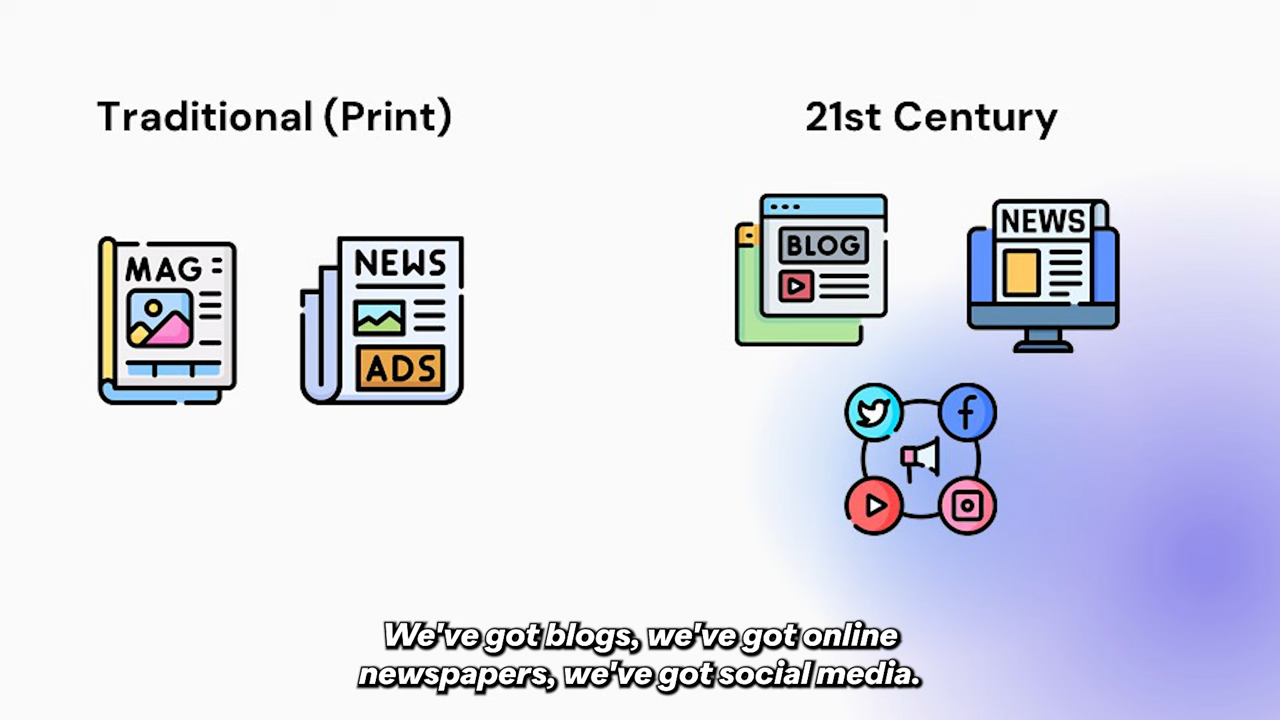 Traditional (Print)
21st Century
MAG
NEWS
ADS
BLOG
NEWS
We've got blogs, we've got online
newspapers, we've got social media.